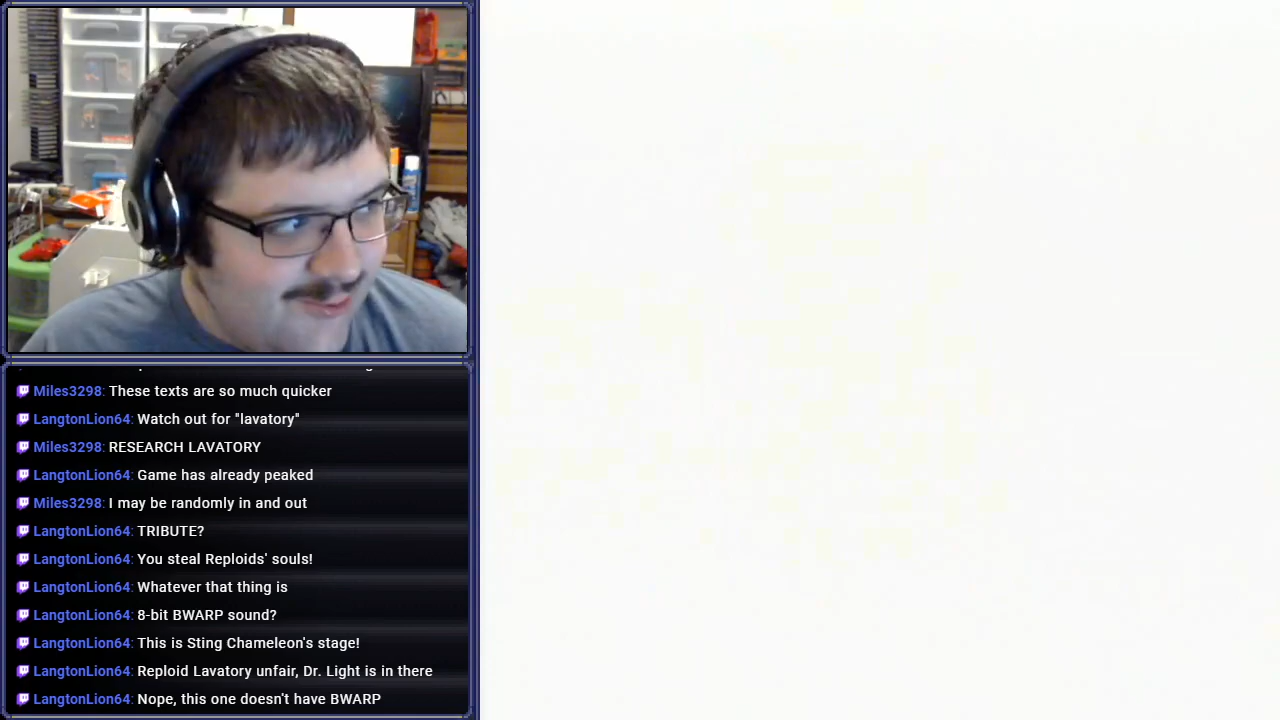 Miles3298: These texts are so much quicker
LangtonLion64: Watch out for "lavatory"
Miles3298: RESEARCH LAVATORY
LangtonLion64: Game has already peaked
Miles3298: I may be randomly in and out
LangtonLion64: TRIBUTE?
LangtonLion64: You steal Reploids' souls!
LangtonLion64: Whatever that thing is
LangtonLion64: 8-bit BWARP sound?
LangtonLion64: This is Sting Chameleon's stage!
LangtonLion64: Reploid Lavatory unfair, Dr. Light is in there
LangtonLion64: Nope, this one doesn't have BWARP